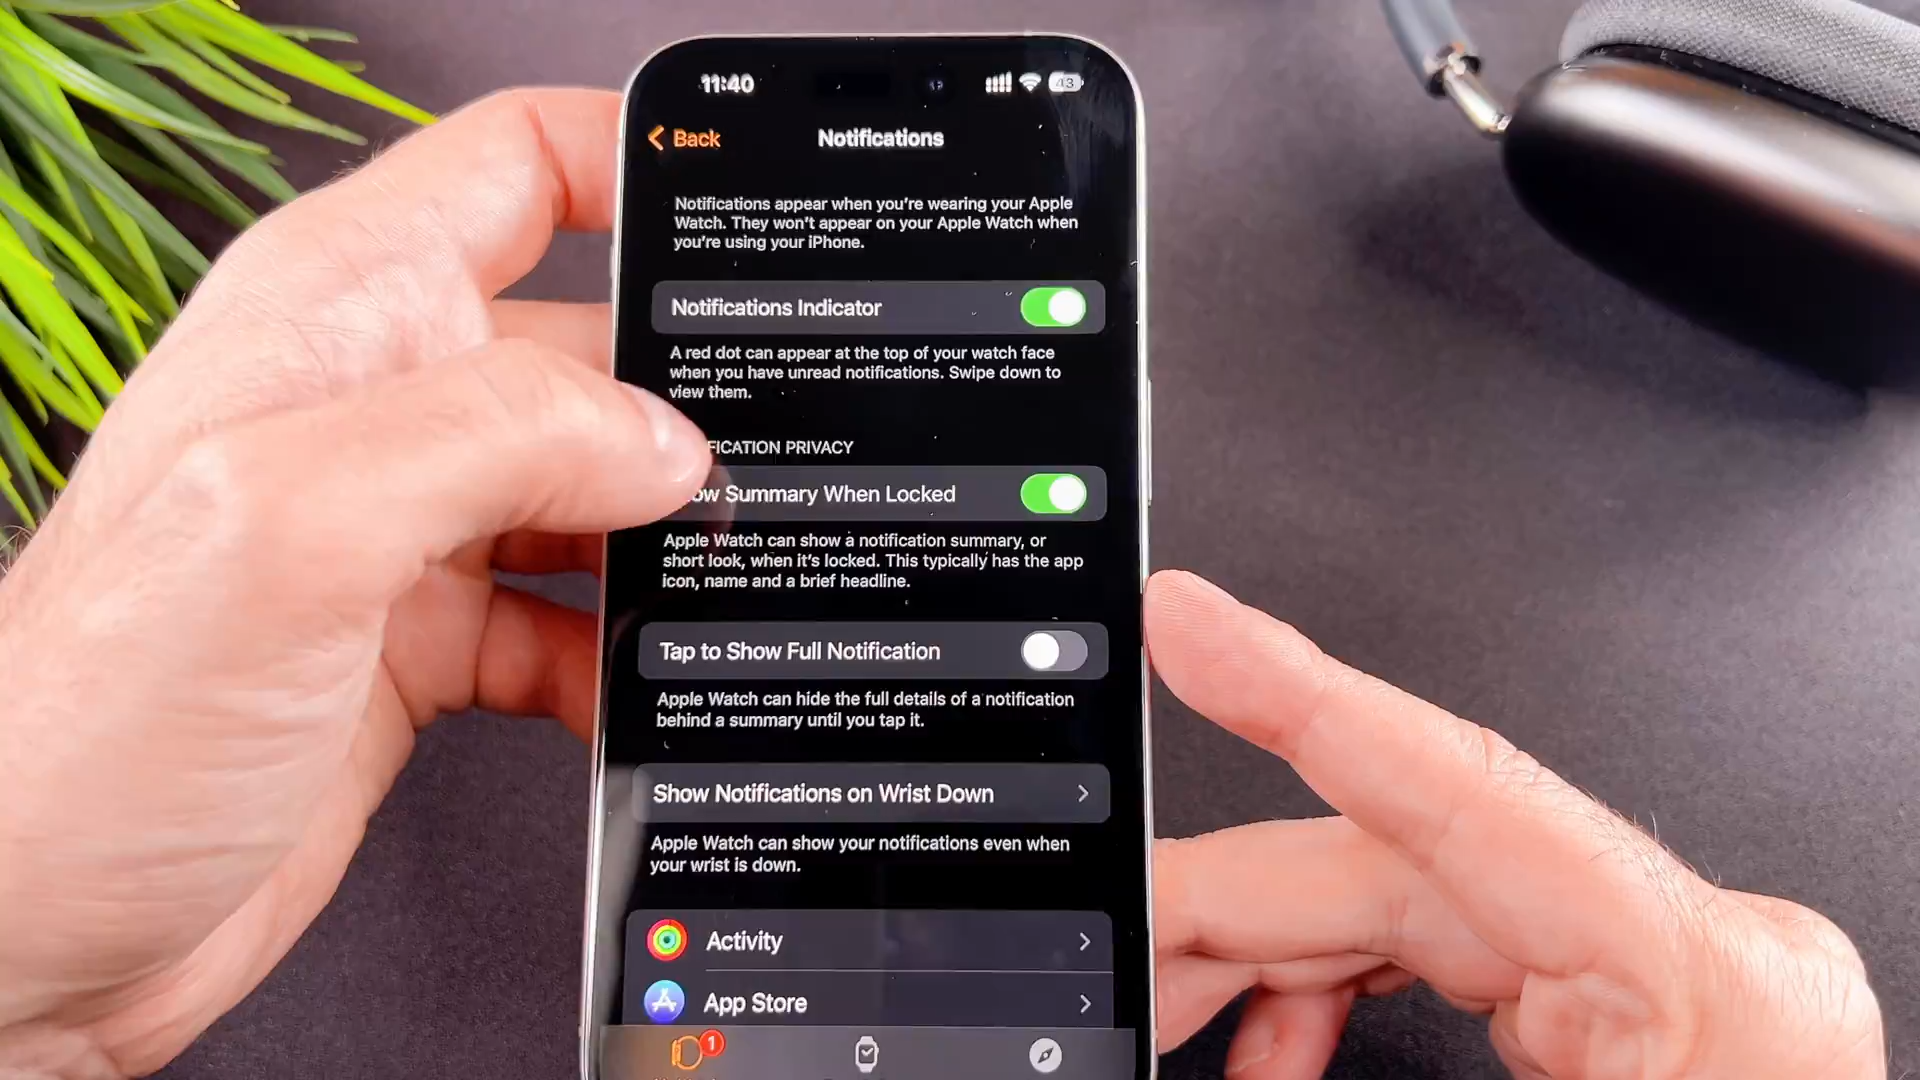 11:40
43
Back
Notifications
Notifications appear when you're wearing your Apple
Watch. They won't appear on your Apple Watch when
you're using your iPhone.
Notifications Indicator
A red dot can appear at the top of your watch face
when you have unread notifications. Swipe down to
view them.
FICATION PRIVACY
ow Summary When Locked
Apple Watch can show a notification summary, or
short look, when it's locked. This typically has the app
icon, name and a brief headline.
Tap to Show Full Notification
Apple Watch can hide the full details of a notification
behind a summary until you tap it.
Show Notifications on Wrist Down
Apple Watch can show your notifications even when
your wrist is down.
Activity
App Store
1